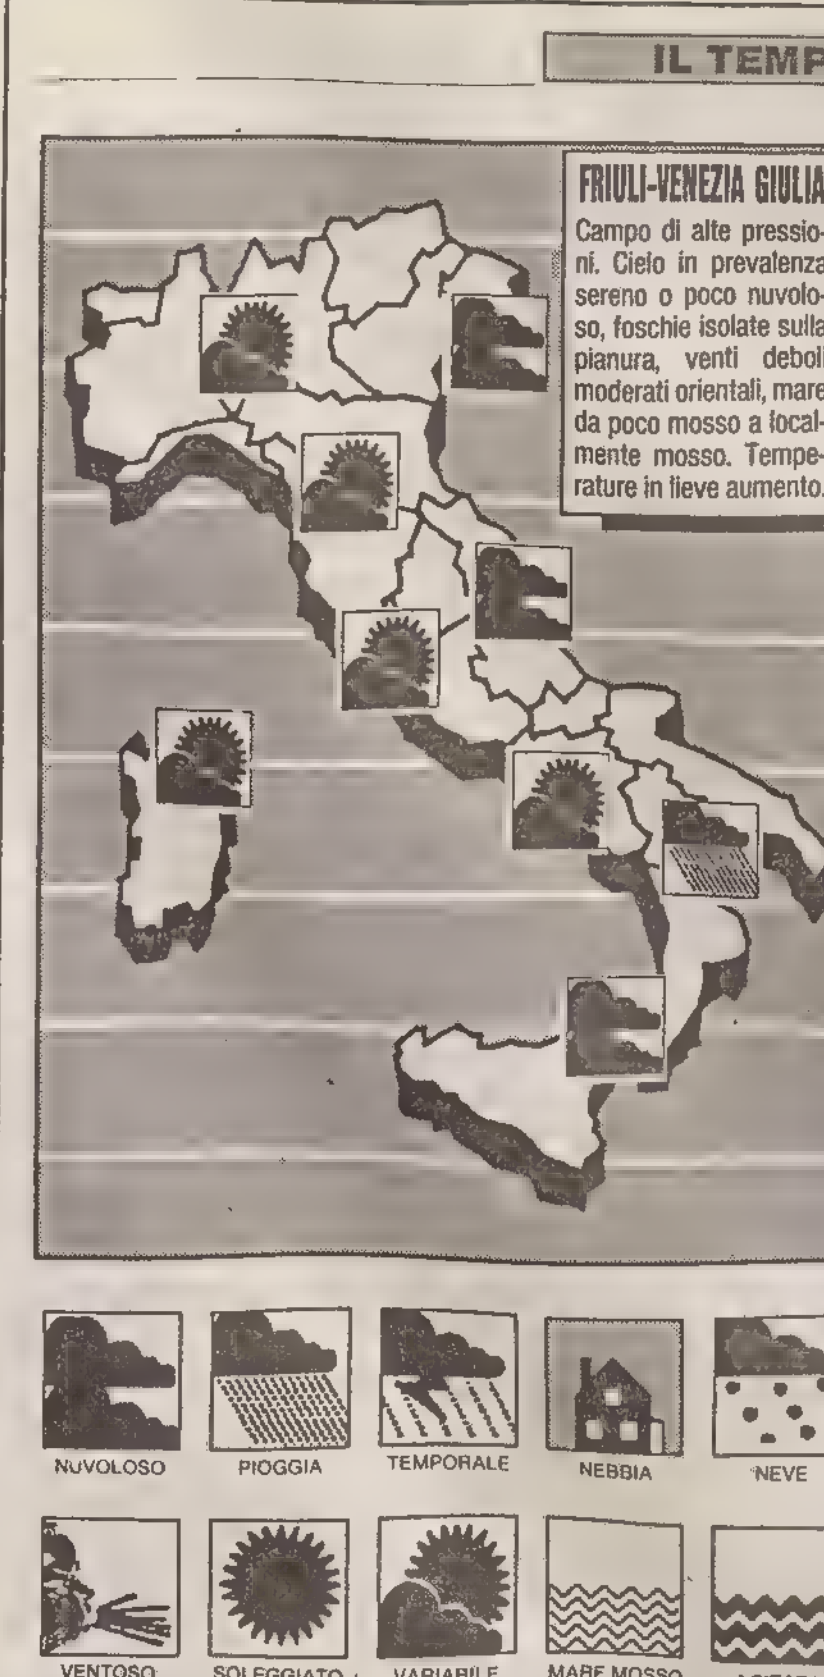 IL TEMP
FRIULI-VENEZIA GIULIA
Campo di alte pressio-
ni. Cielo in prevalenza
sereno o poco nuvolo-
so, foschie isolate sulla
pianura, venti deboli
moderati orientali, mare
da poco mosso a local-
mente mosso. Tempe-
rature in lieve aumento.
NUVOLOSO PIOGGIA TEMPORALE NEBBIA NEVE
VENTOSO SOLEGGIATO VARIABILE MARE MOSSO